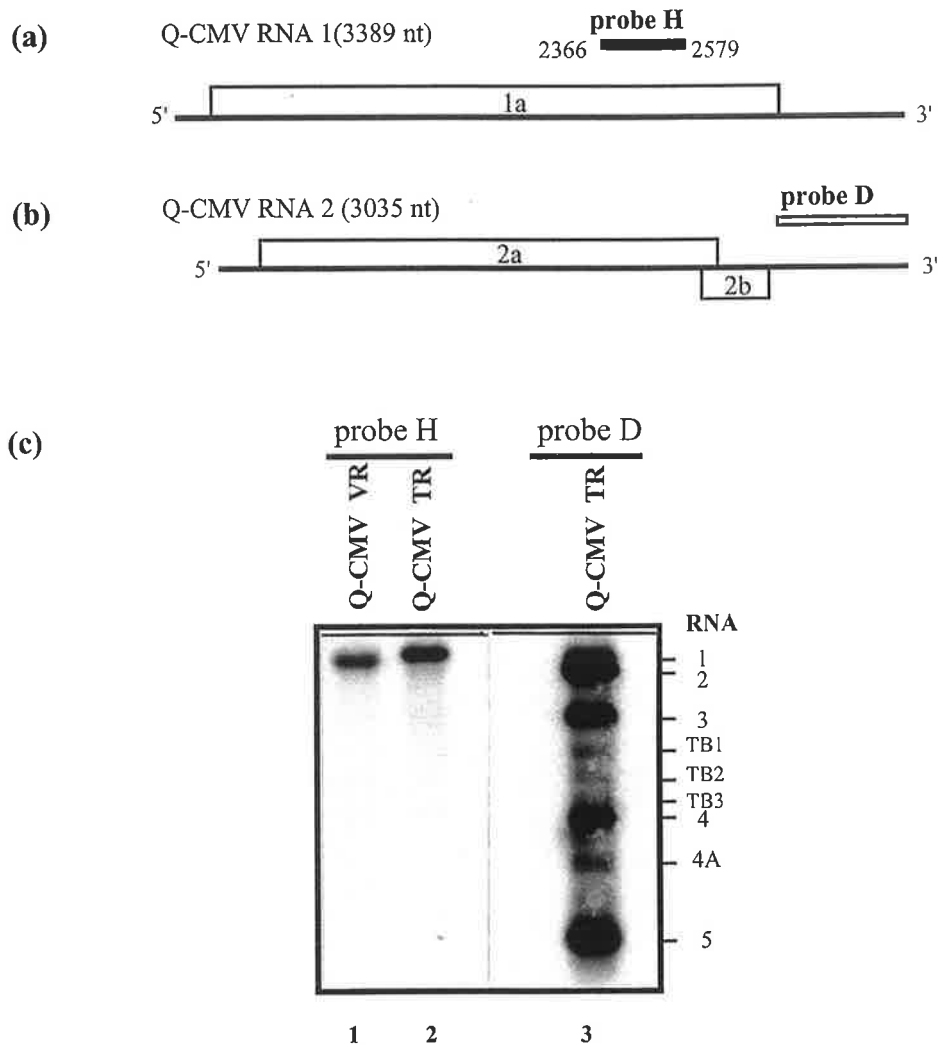 (a)
Q-CMV RNA 1(3389 nt)
probe H
2366 2579
1a
5' 3'
(b)
Q-CMV RNA 2 (3035 nt)
probe D
2a
5' 3'
2b
(c)
probe H probe D
Q-CMV VR
Q-CMV TR
Q-CMV TR
RNA
1
2
3
TB1
TB2
TB3
4
4A
5
1 2 3